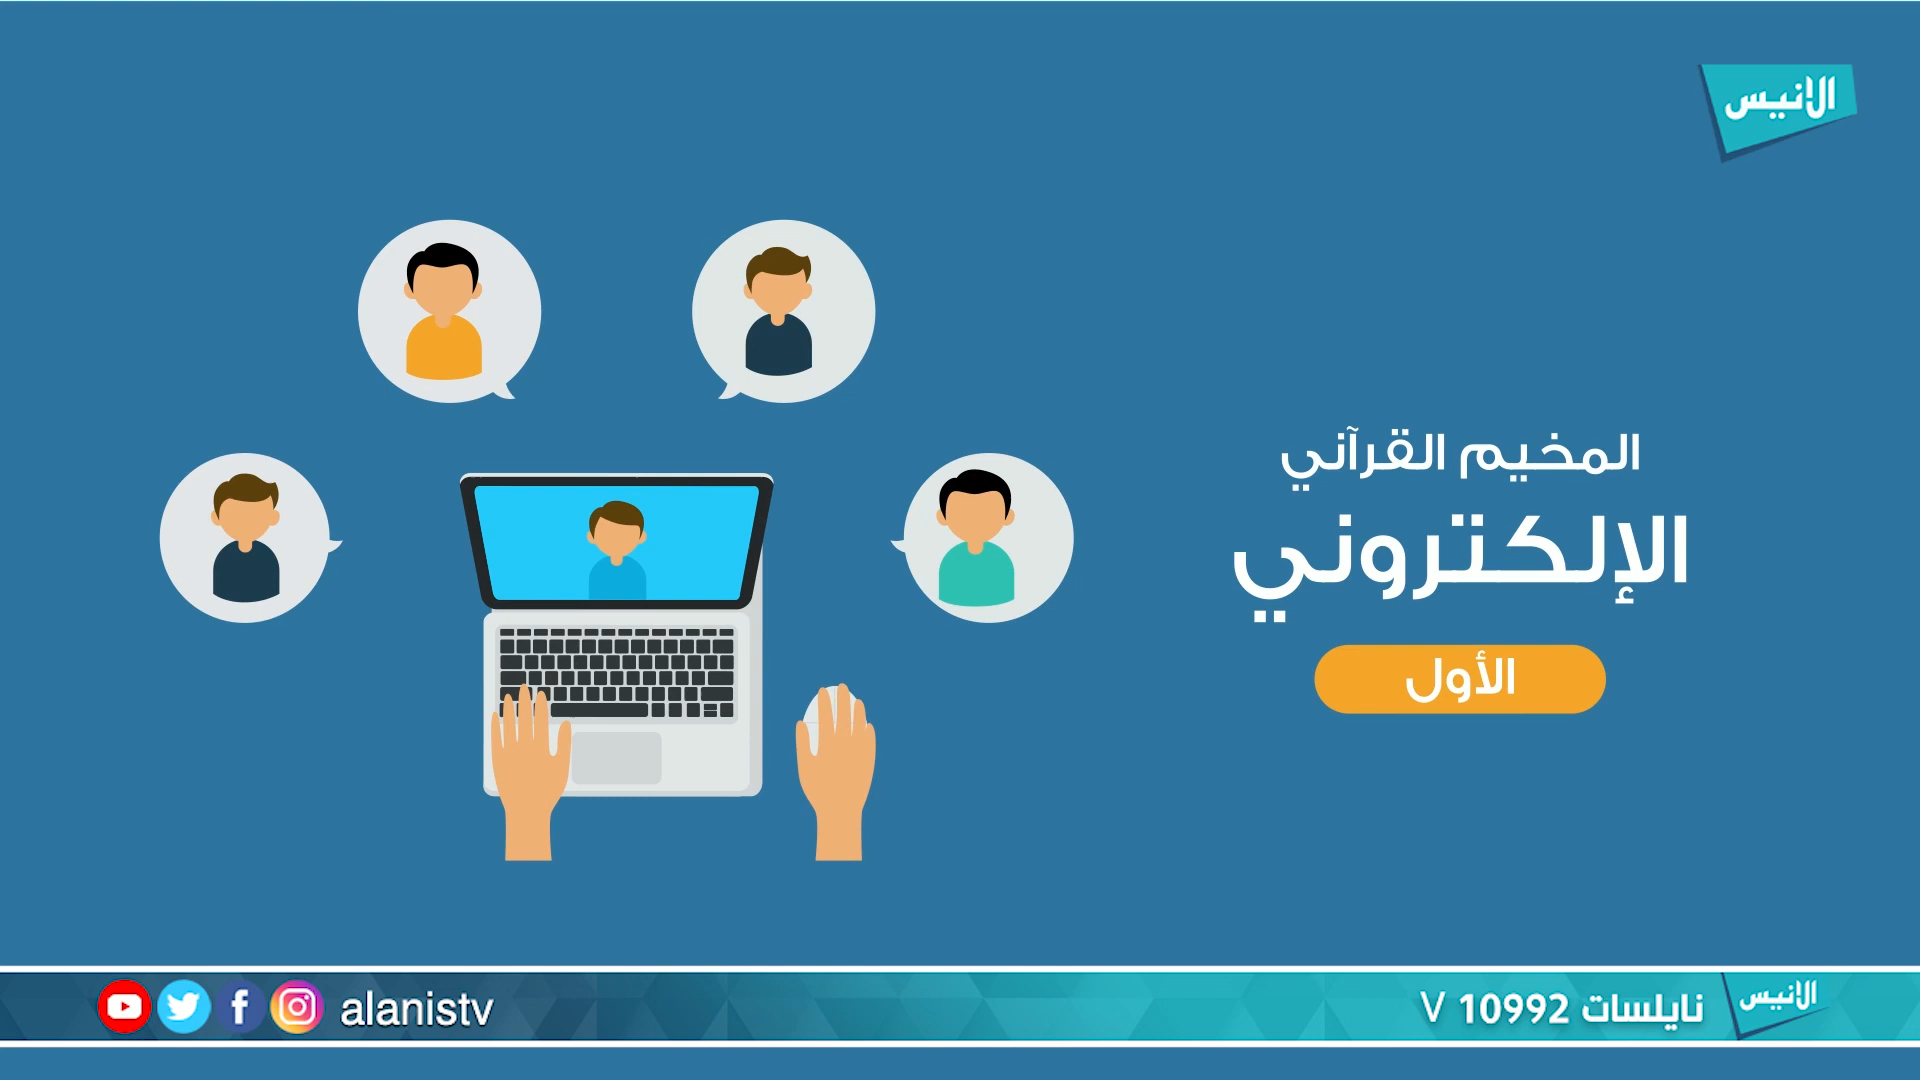 الانيس
المخيم القرآني
الإلكتروني
الأول
alanistv
نايلسات 10992 V
الانيس